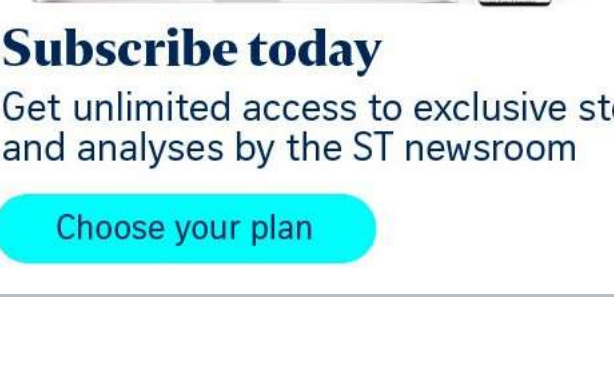 Subscribe today
Get unlimited access to exclusive
and analyses by the ST newsroom
Choose your plan